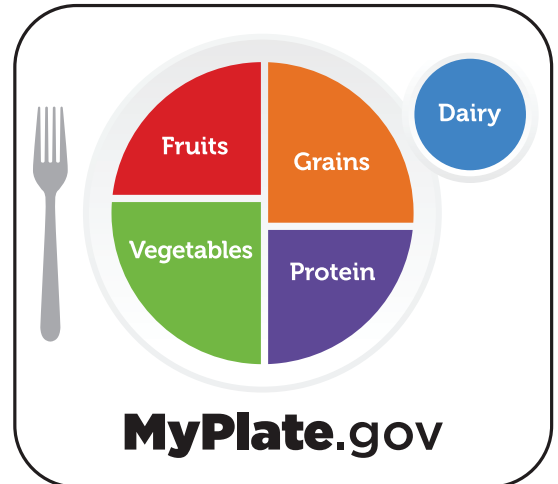 Dairy
Fruits
Grains
Vegetables
Protein
MyPlate.gov